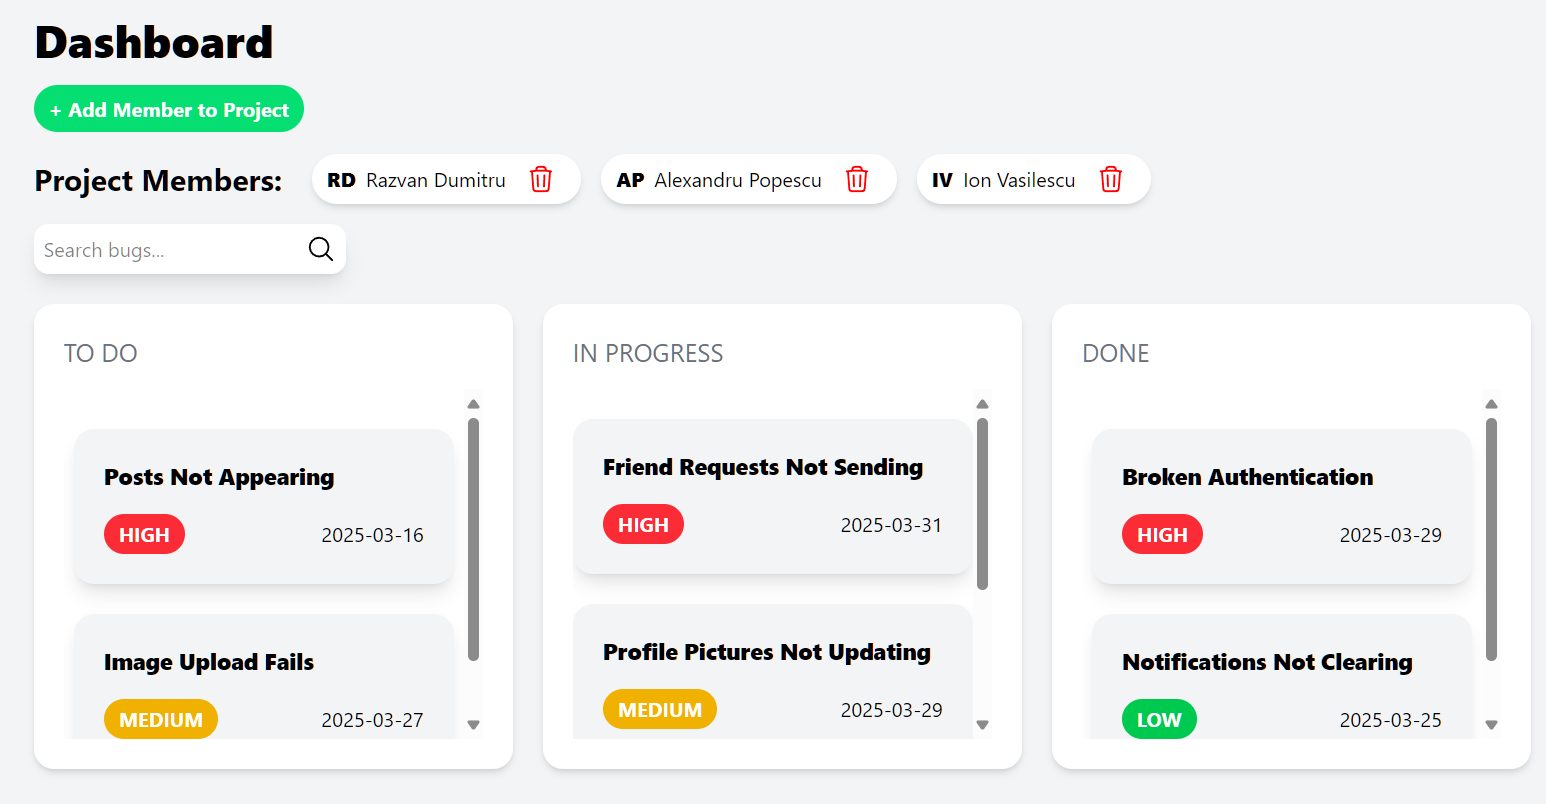 Dashboard
+ Add Member to Project
Project Members: RD Razvan Dumitru AP Alexandru Popescu IV Ion Vasilescu
Search bugs...
TO DO
Posts Not Appearing
HIGH 2025-03-16
Image Upload Fails
MEDIUM 2025-03-27
IN PROGRESS
Friend Requests Not Sending
HIGH 2025-03-31
Profile Pictures Not Updating
MEDIUM 2025-03-29
DONE
Broken Authentication
HIGH 2025-03-29
Notifications Not Clearing
LOW 2025-03-25